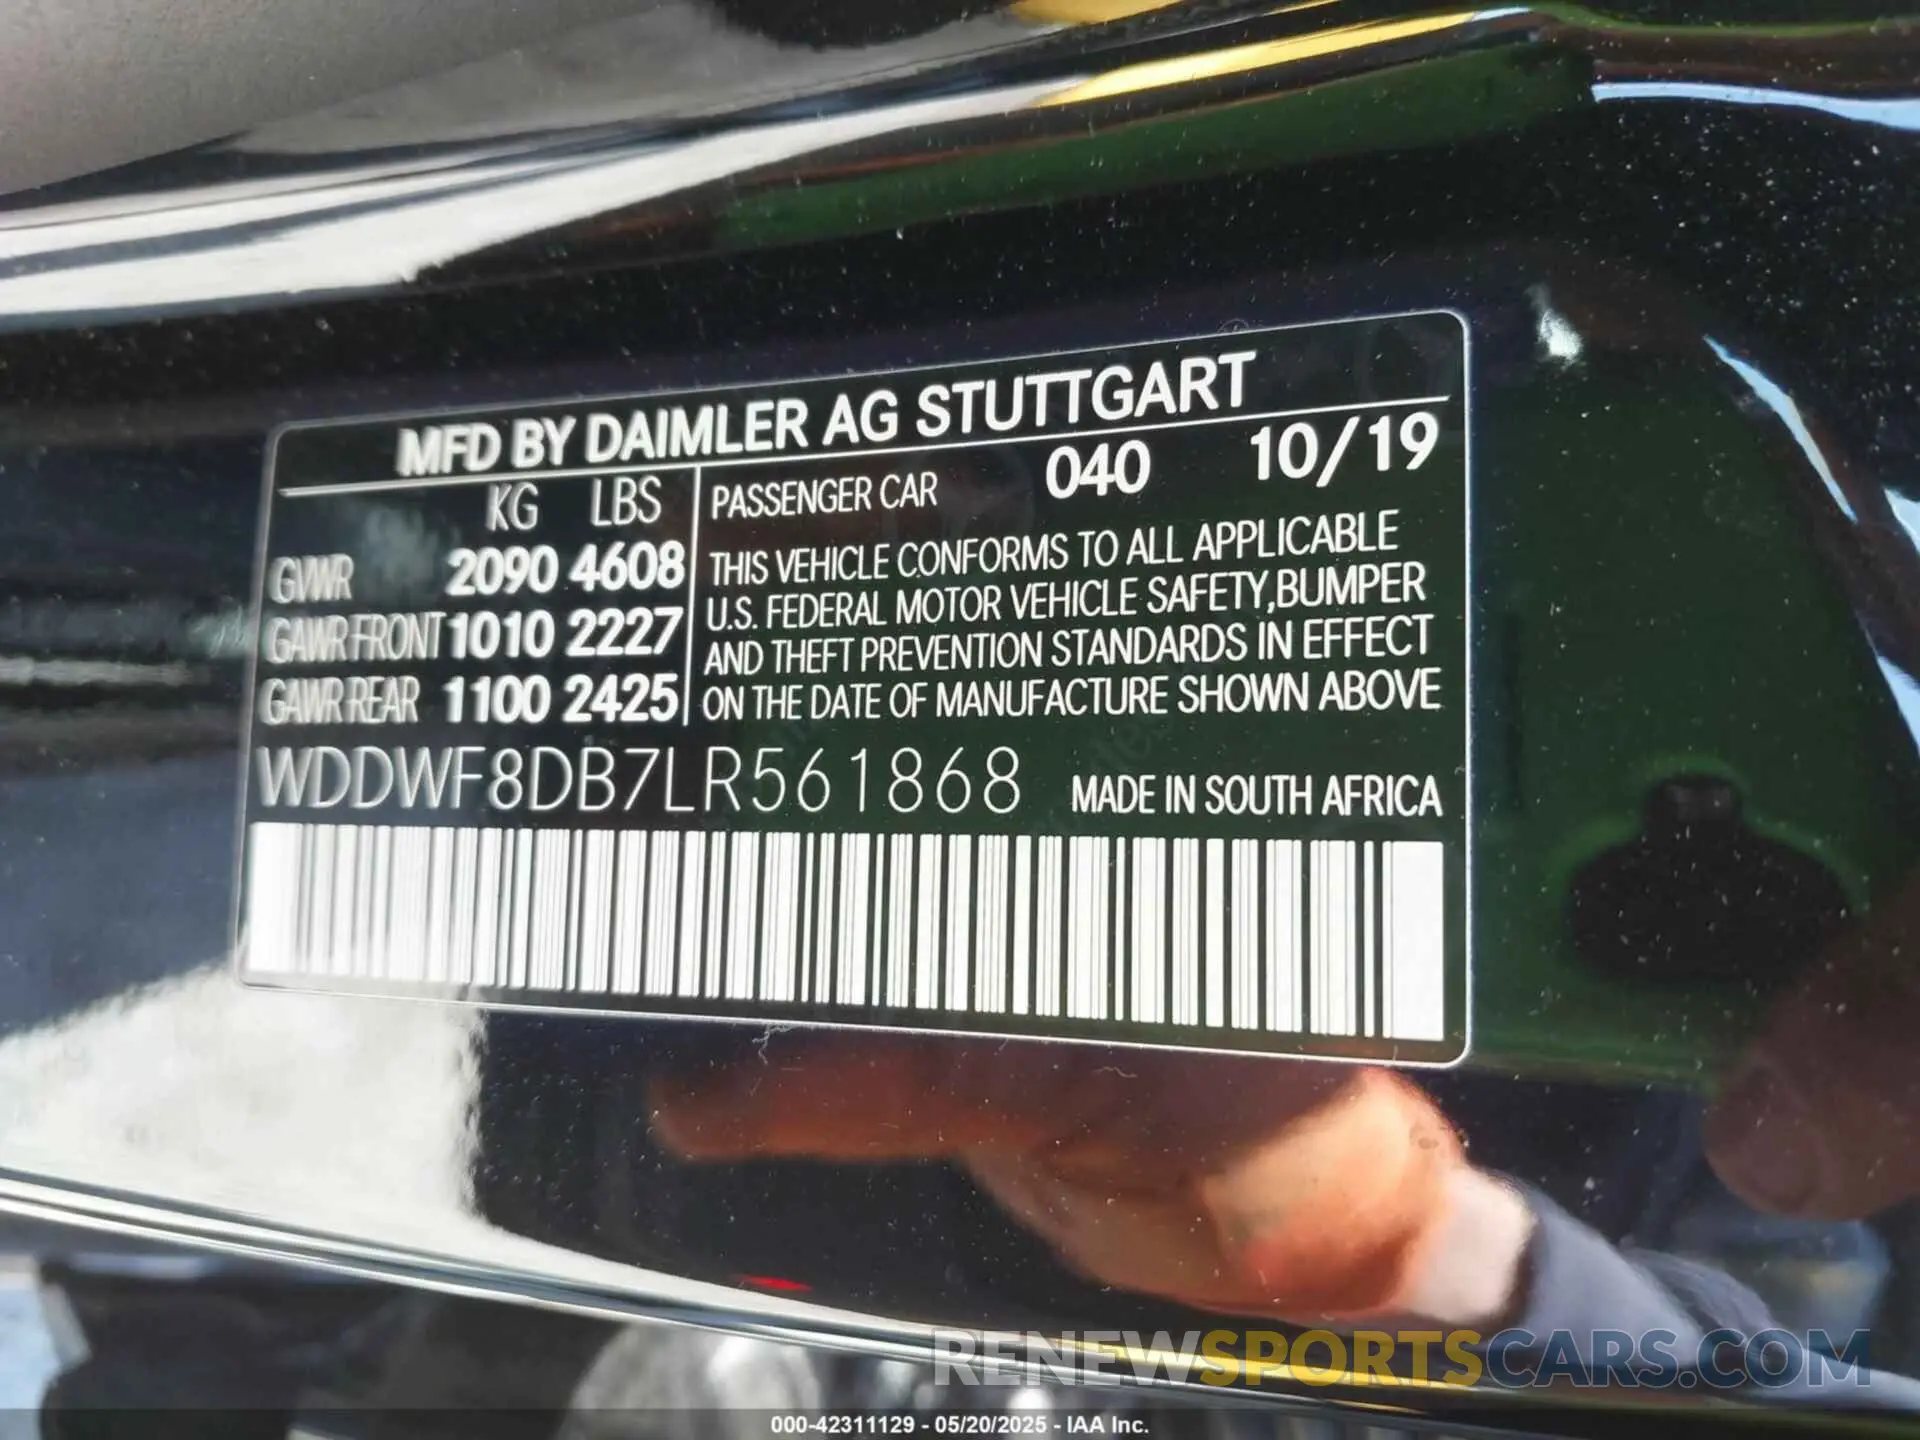 MFD BY DAIMLER AG STUTTGART
KG LBS
GVWR 2090 4608
GAWR FRONT 1010 2227
GAWR REAR 1100 2425
PASSENGER CAR 040 10/19
THIS VEHICLE CONFORMS TO ALL APPLICABLE
U.S. FEDERAL MOTOR VEHICLE SAFETY,BUMPER
AND THEFT PREVENTION STANDARDS IN EFFECT
ON THE DATE OF MANUFACTURE SHOWN ABOVE
WDDWF8DB7LR561868 MADE IN SOUTH AFRICA
RENEWSPORTSCARS.COM
000-42311129 - 05/20/2025 - IAA Inc.